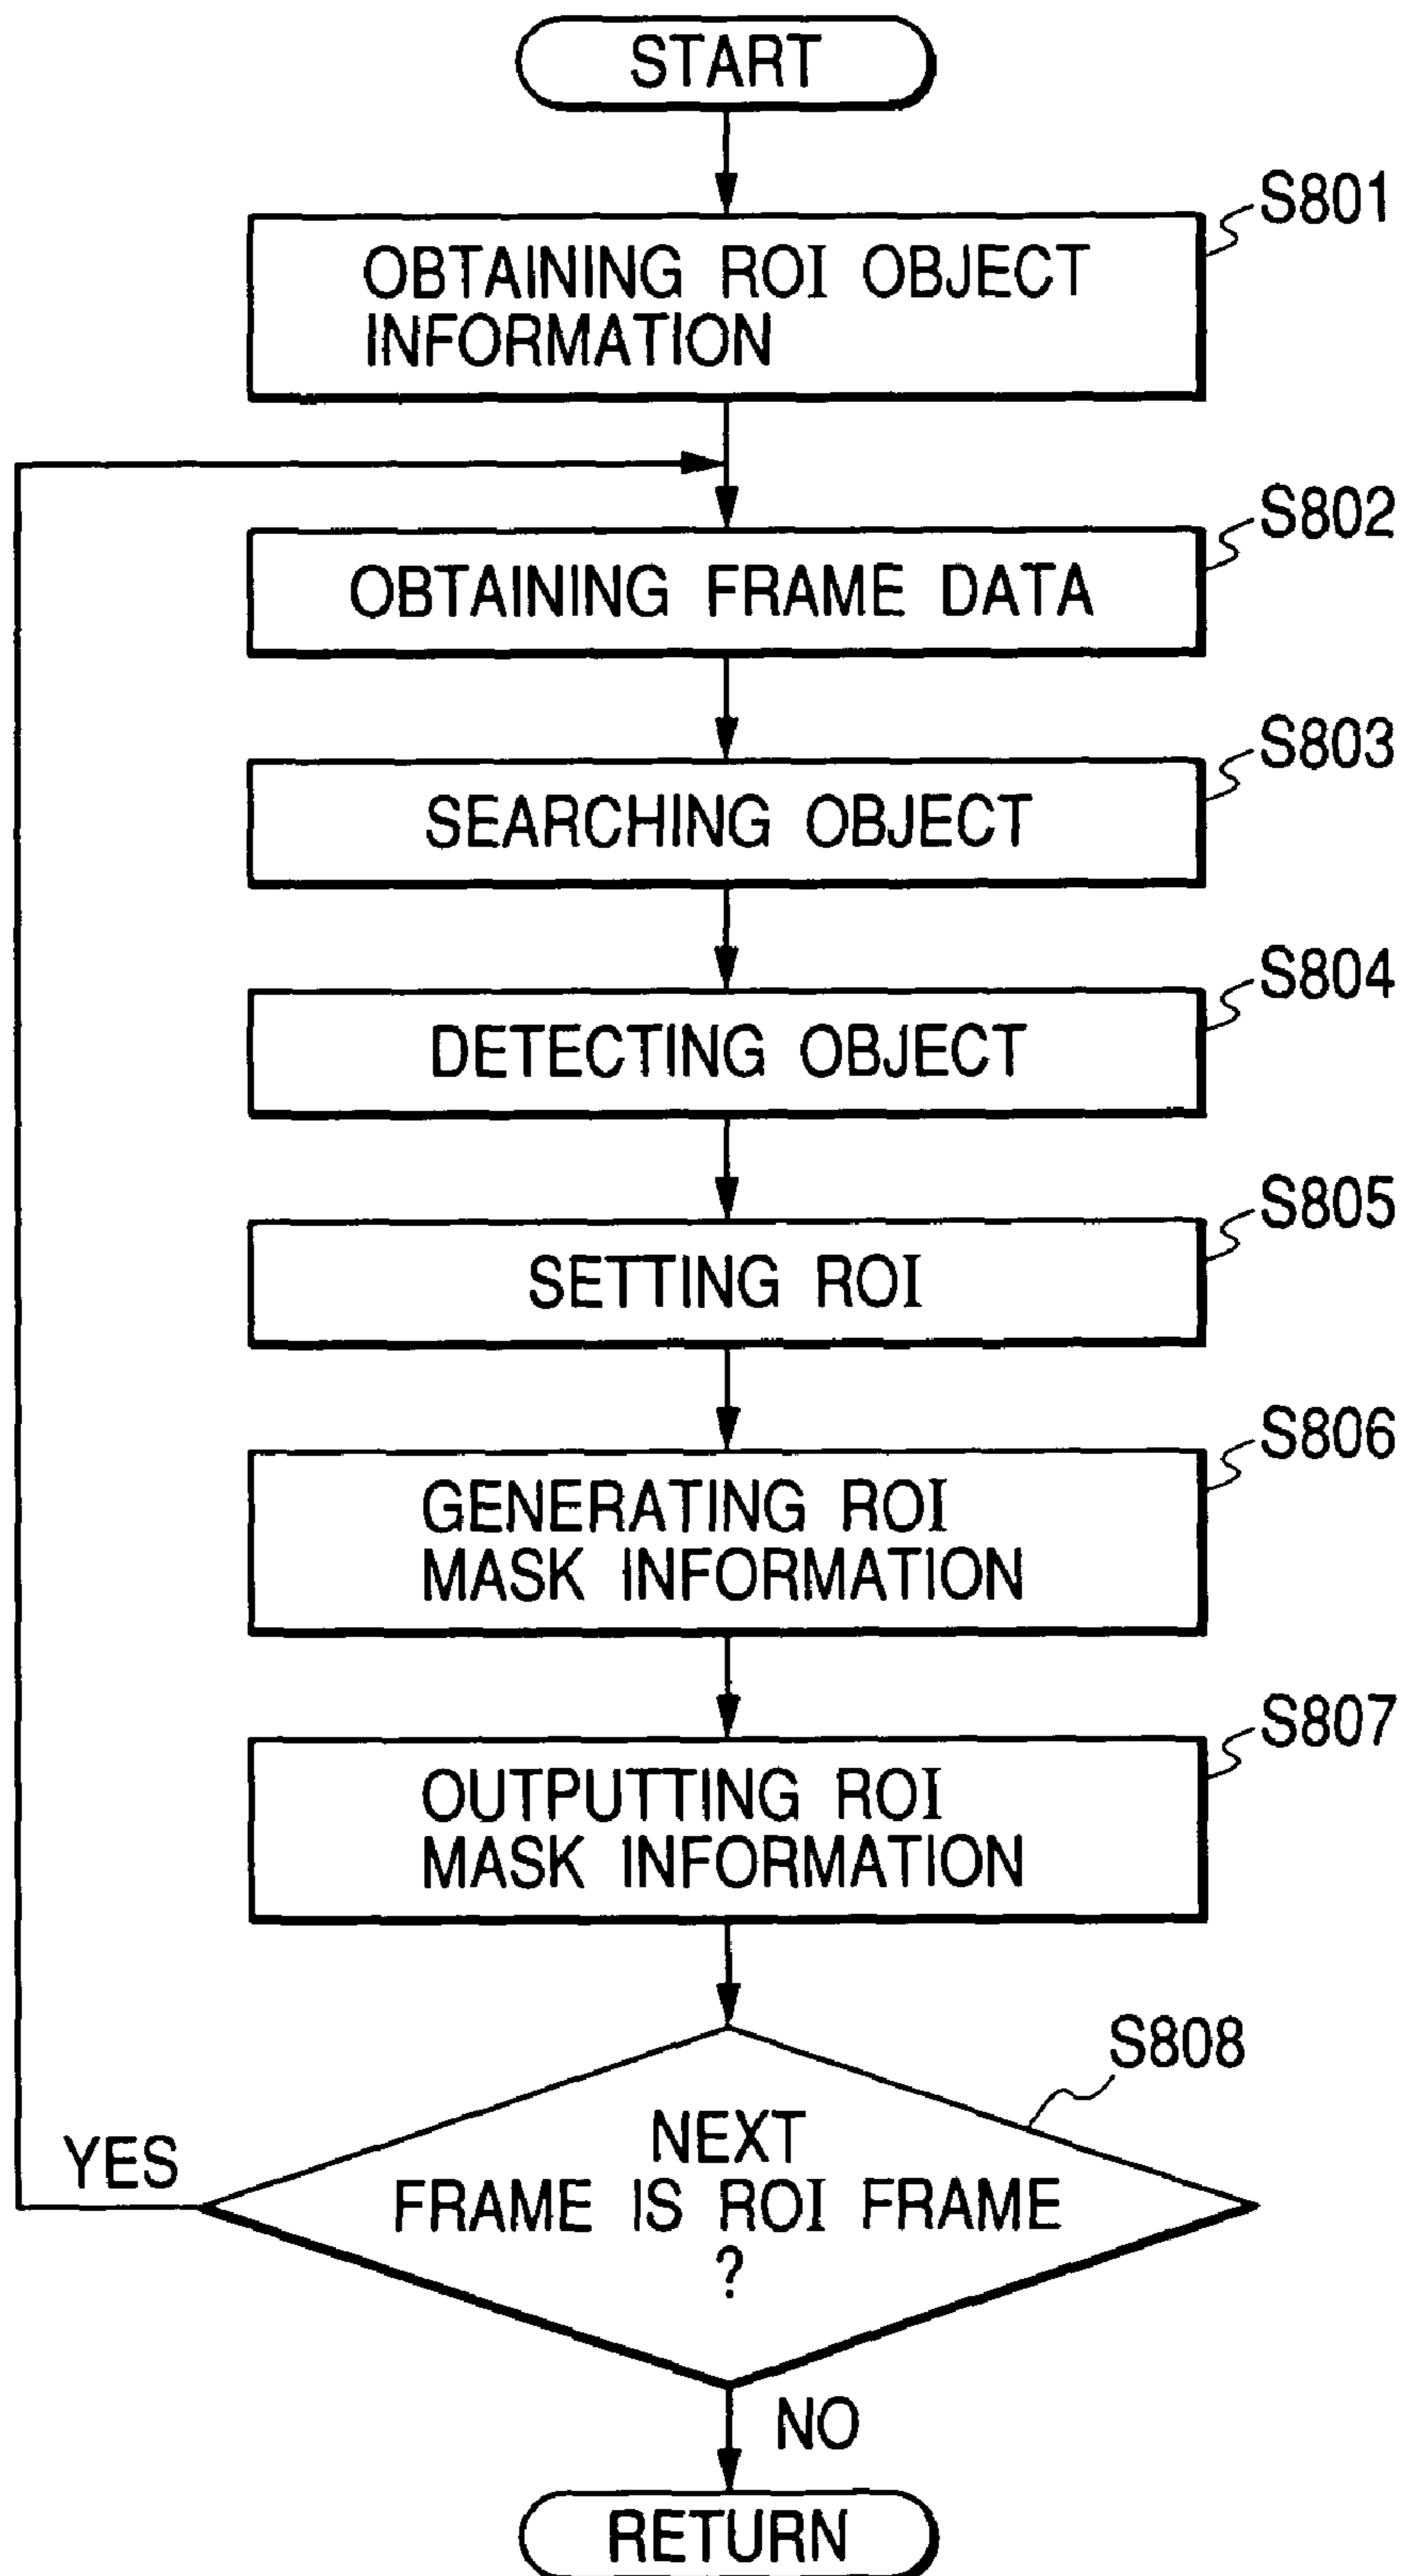 START
S801
OBTAINING ROI OBJECT
INFORMATION
S802
OBTAINING FRAME DATA
S803
SEARCHING OBJECT
S804
DETECTING OBJECT
S805
SETTING ROI
S806
GENERATING ROI
MASK INFORMATION
S807
OUTPUTTING ROI
MASK INFORMATION
S808
NEXT
FRAME IS ROI FRAME
?
YES
NO
RETURN